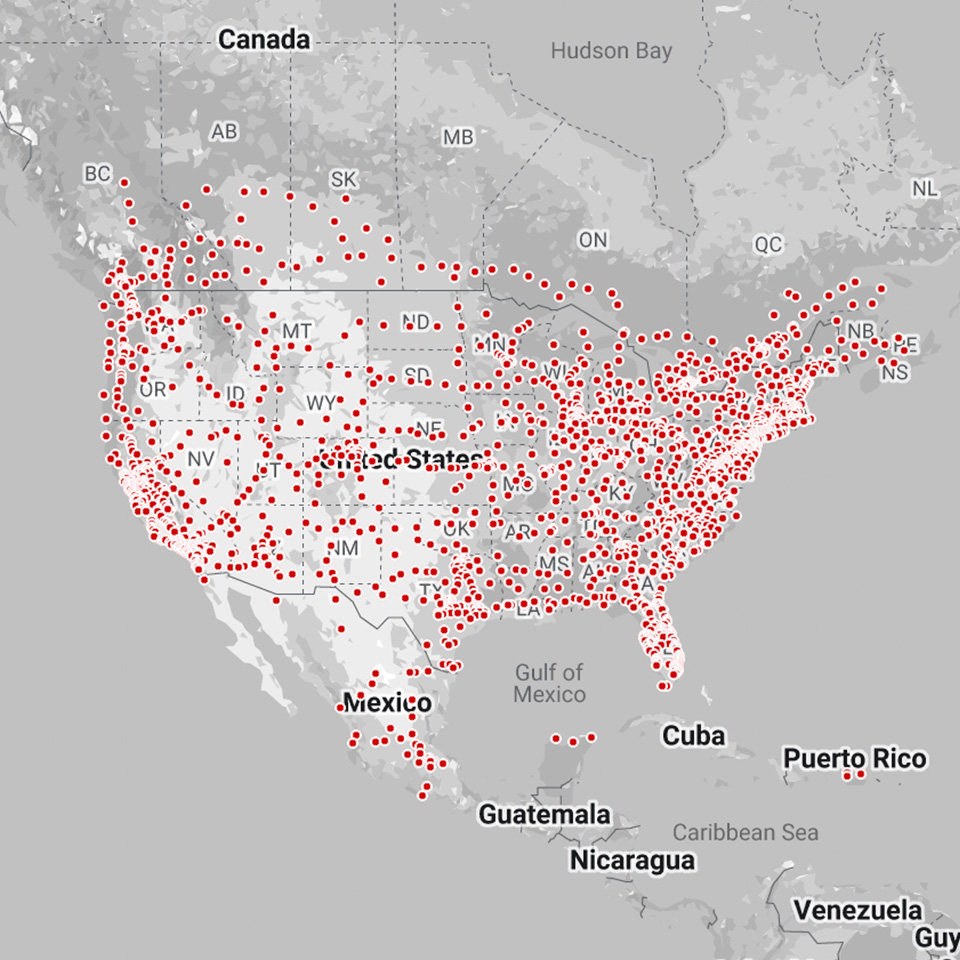 Canada
Hudson Bay
AB
MB
BC
SK
NL
ON
QC
MT
ND
NB
PE
MN
NS
WI
SD
OR
ID
WY
NE
NV
UT
United States
MO
KY
OK
AR
NM
MS
TX
LA
Gulf of
Mexico
Mexico
Cuba
Puerto Rico
Guatemala
Caribbean Sea
Nicaragua
Venezuela
Guy